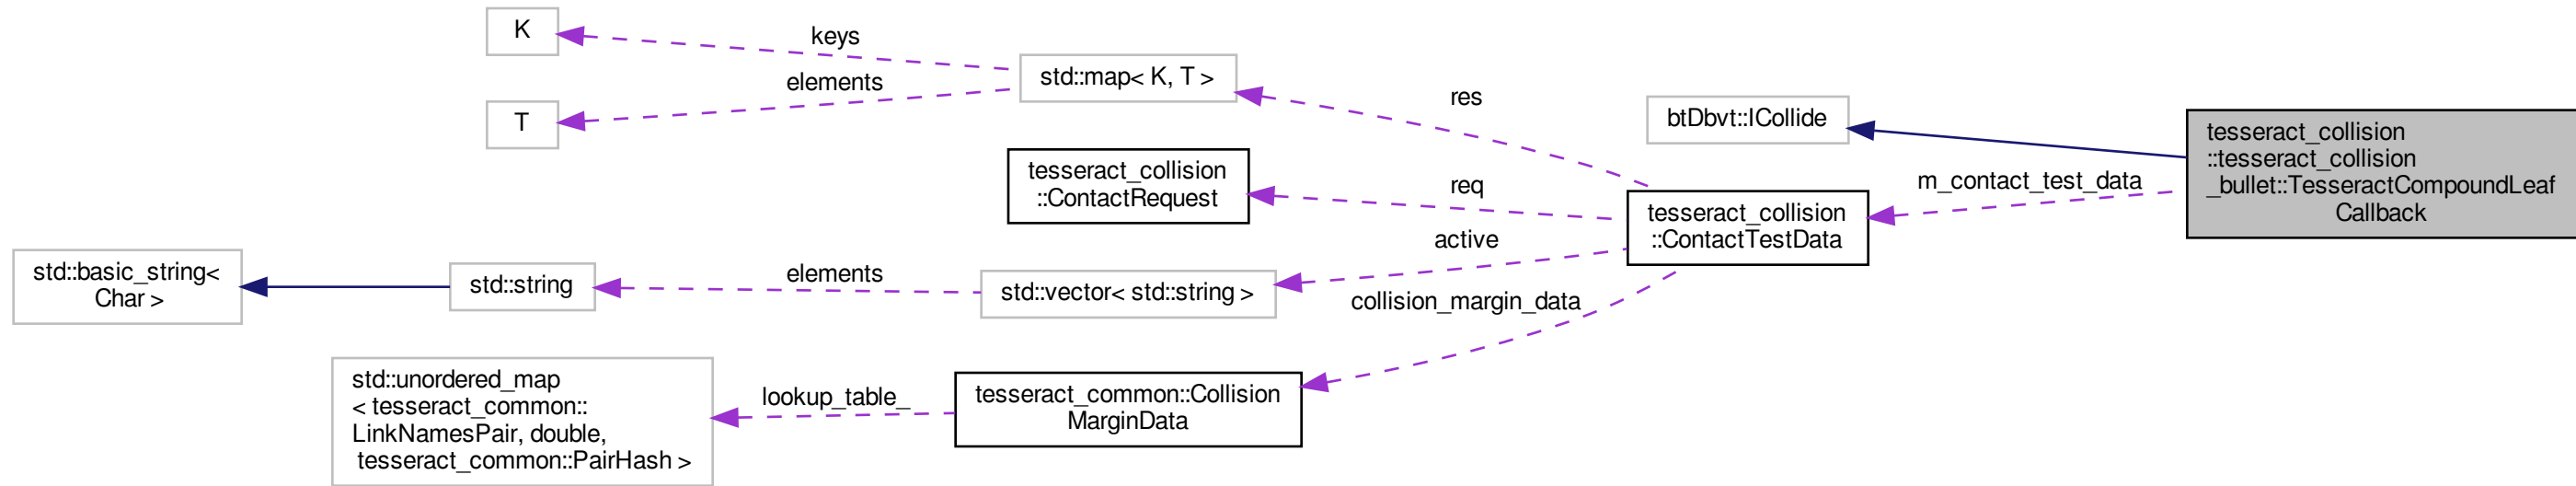 K
keys
std::map< K, T >
elements
T
res
btDbvt::ICollide
tesseract_collision
::tesseract_collision
_bullet::TesseractCompoundLeaf
Callback
m_contact_test_data
tesseract_collision
::ContactRequest
req
tesseract_collision
::ContactTestData
active
std::basic_string<
Char >
std::string
elements
std::vector< std::string >
collision_margin_data
std::unordered_map
< tesseract_common::
LinkNamesPair, double,
tesseract_common::PairHash >
lookup_table_
tesseract_common::Collision
MarginData